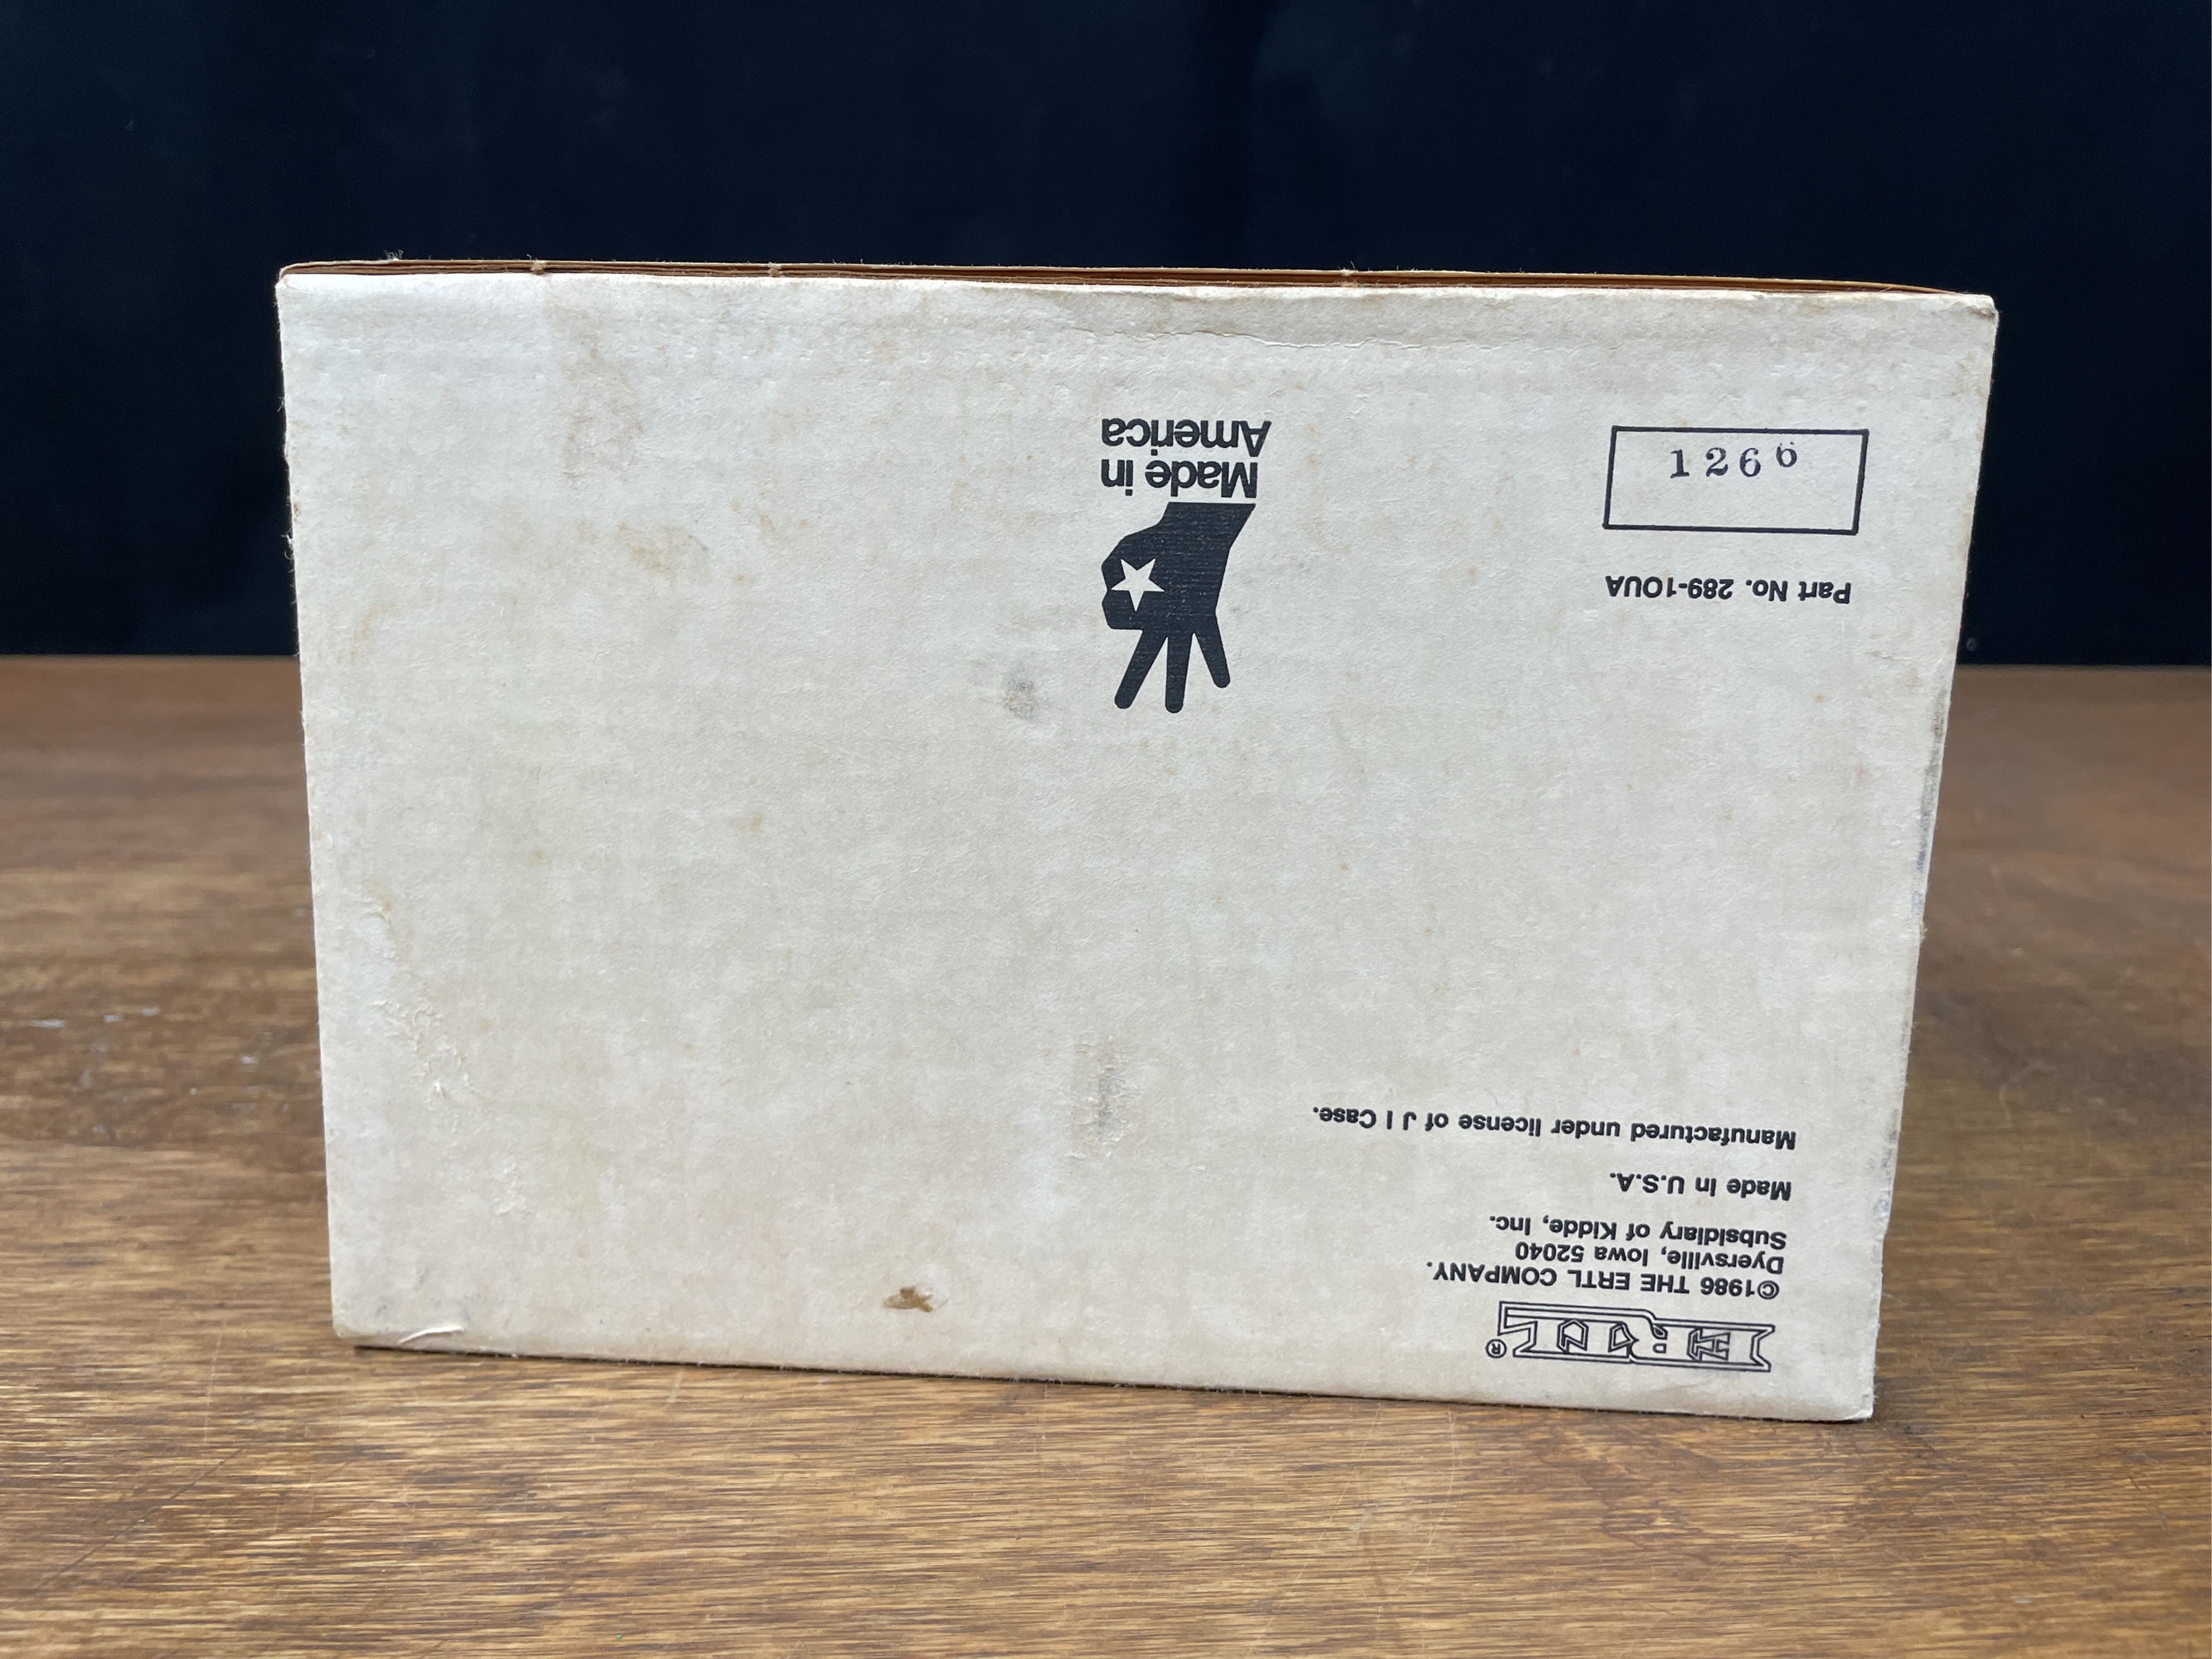 ERTL®
©1986 THE ERTL COMPANY.
Dyersville, Iowa 52040
Subsidiary of Kidde, Inc.
Made in U.S.A.
Manufactured under license of J I Case.
Part No. 289-10UA
1266
Made in
America